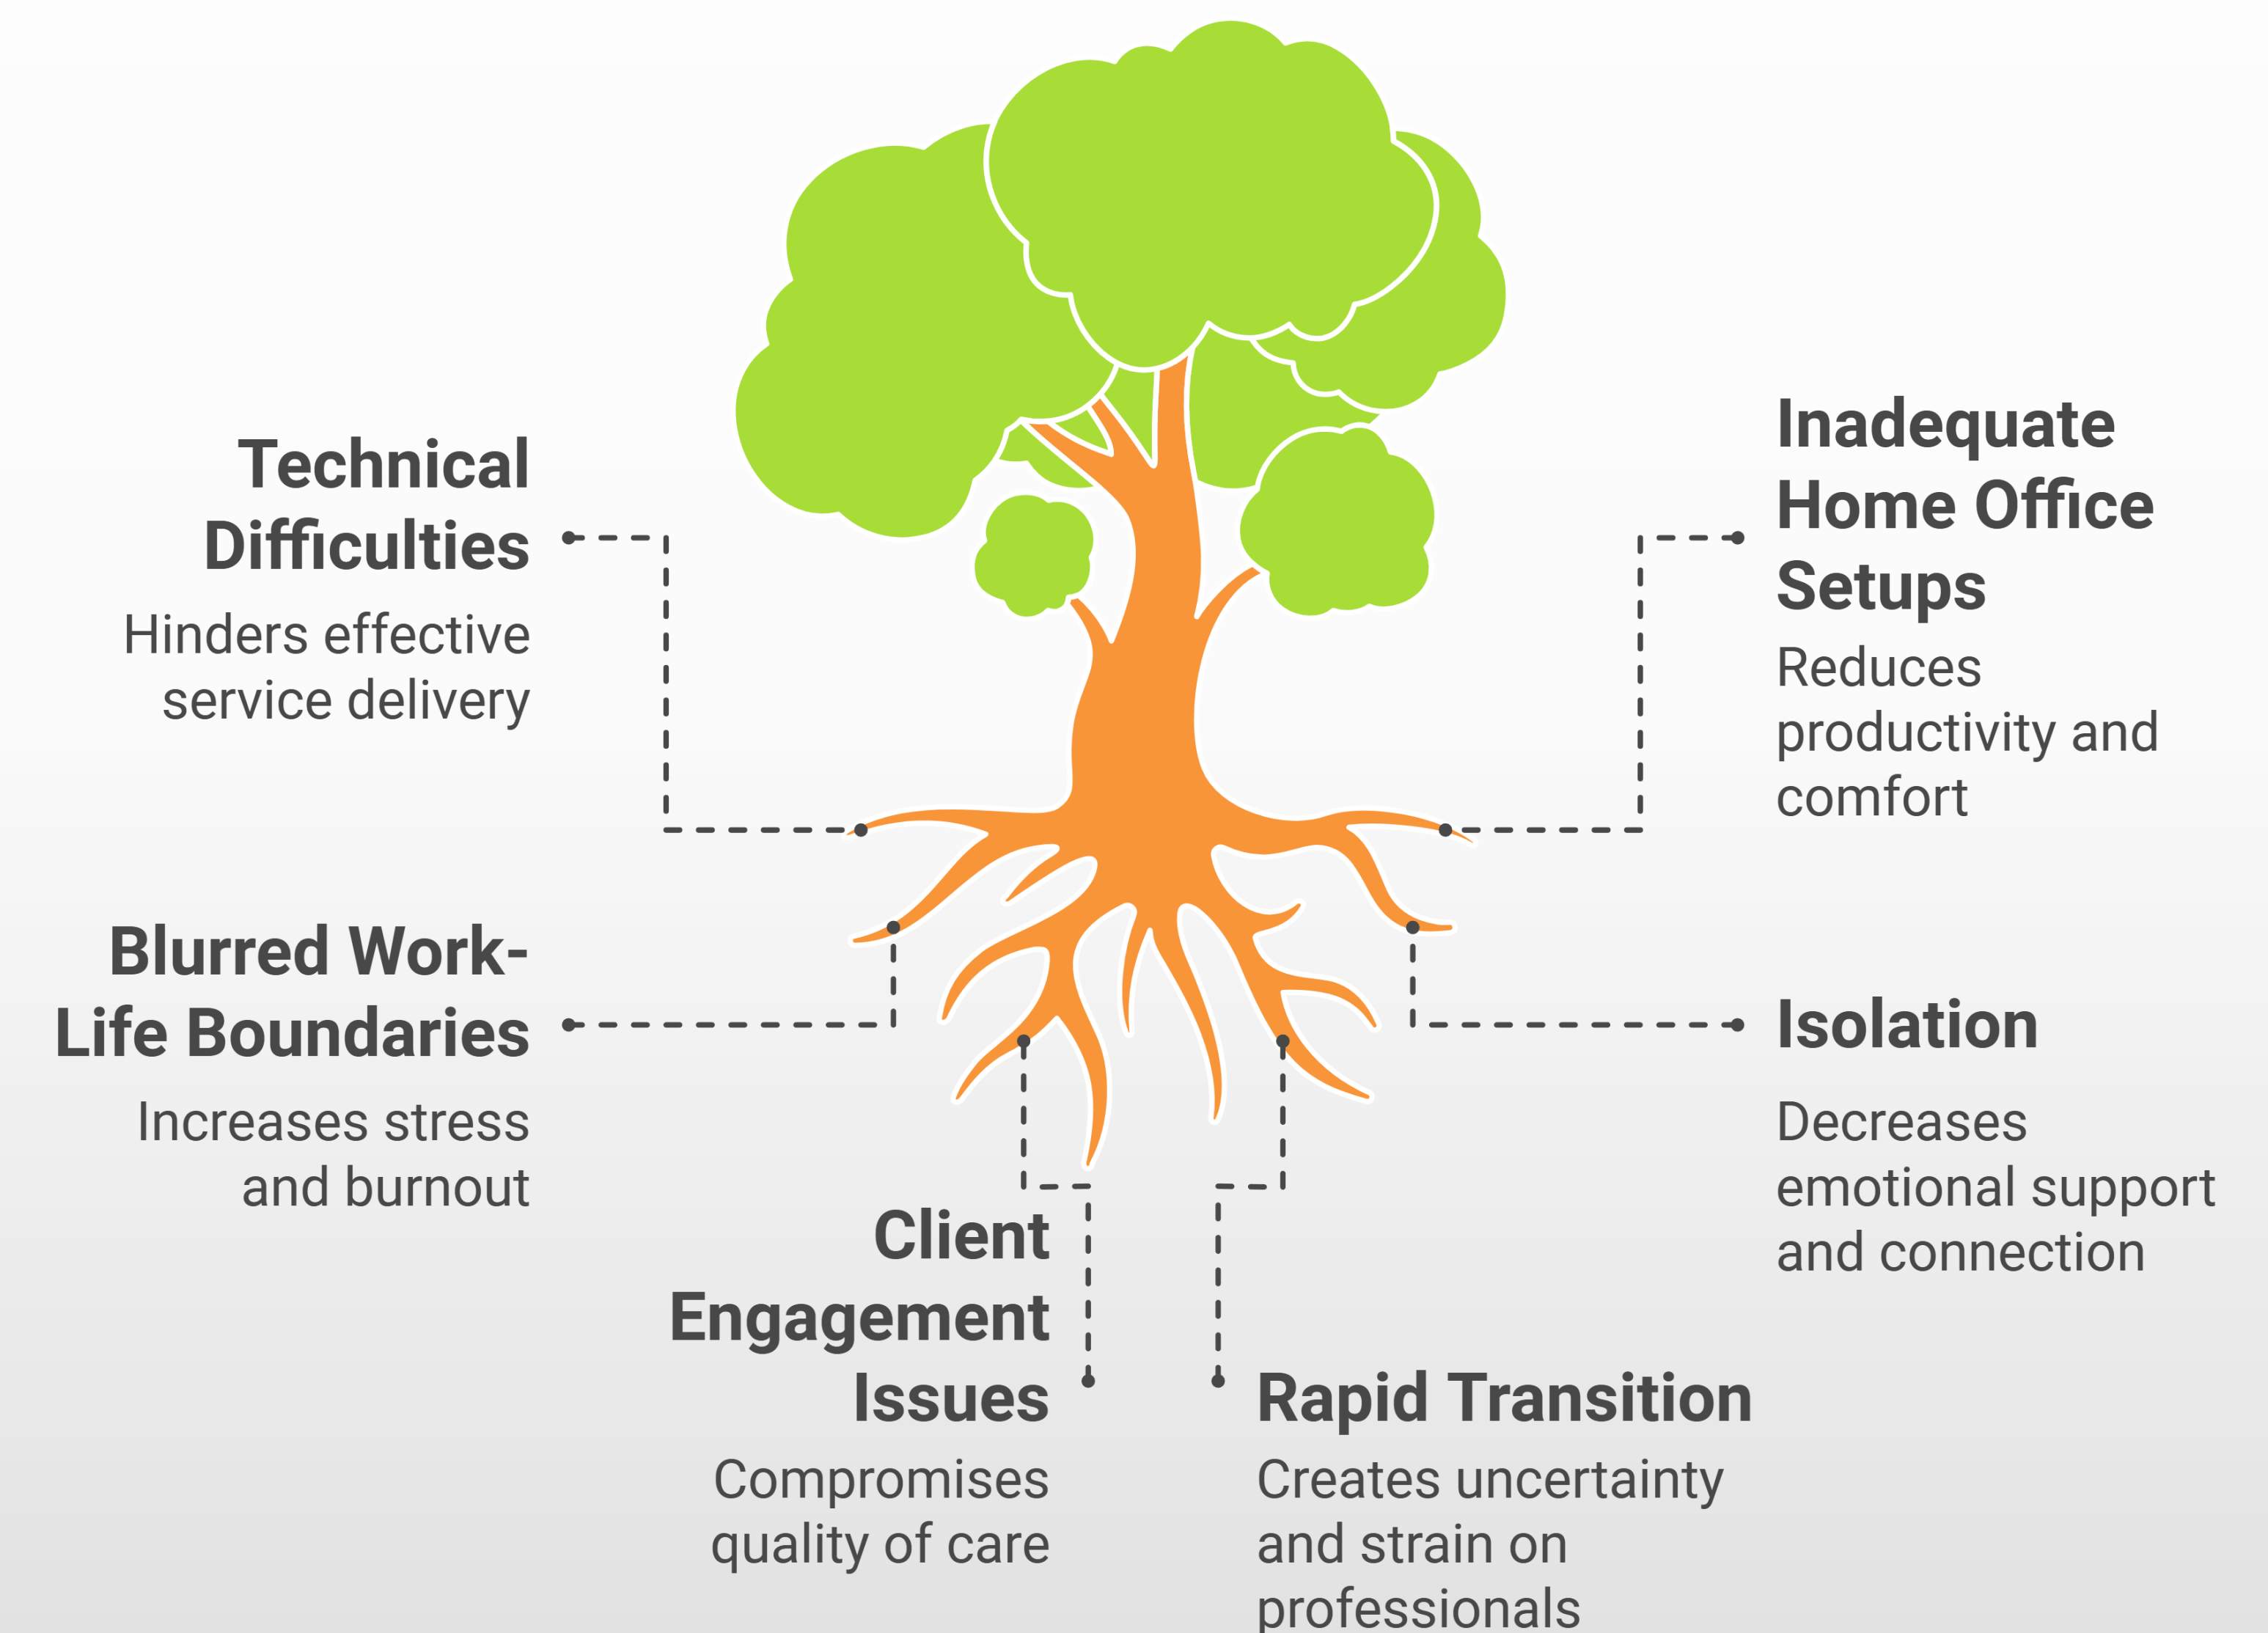 Technical
Difficulties
Hinders effective
service delivery
Inadequate
Home Office
Setups
Reduces
productivity and
comfort
Blurred Work-
Life Boundaries
Increases stress
and burnout
Isolation
Decreases
emotional support
and connection
Client
Engagement
Issues
Compromises
quality of care
Rapid Transition
Creates uncertainty
and strain on
professionals